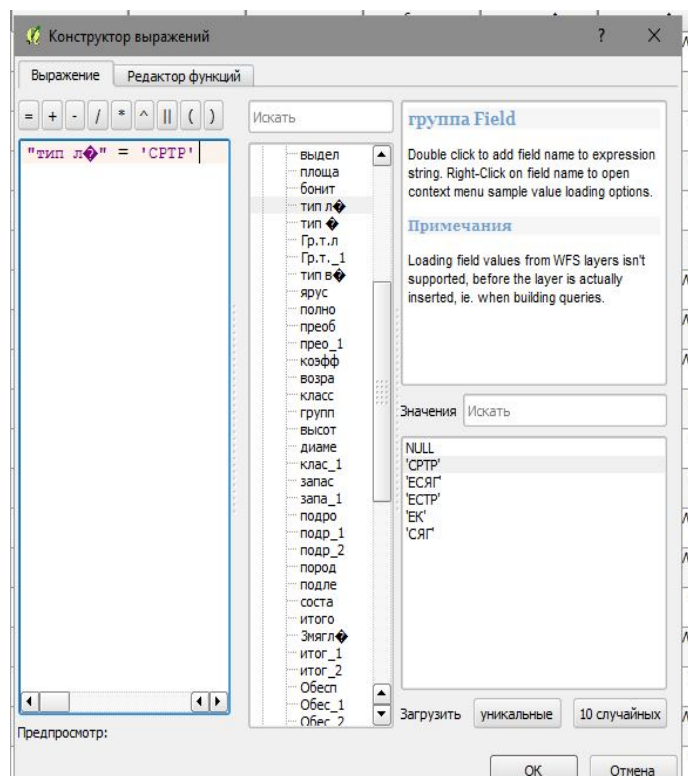 Конструктор выражений
Выражение Редактор функций
= + - / * ^ || ( )
"тип л�" = 'СРТР'
Предпросмотр:
Искать
выдел
площа
бонит
тип л�
тип �
Гр.т.л
Гр.т._1
тип в�
ярус
полно
преоб
прео_1
коэфф
возра
класс
групп
высот
диаме
клас_1
запас
запа_1
подро
подр_1
подр_2
пород
подле
соста
итого
Змягл�
итог_1
итог_2
Обесп
Обес_1
Обес_2
группа Field
Double click to add field name to expression
string. Right-Click on field name to open
context menu sample value loading options.
Примечания
Loading field values from WFS layers isn't
supported, before the layer is actually
inserted, ie. when building queries.
Значения Искать
NULL
'СРТР'
'ЕСЯГ'
'ЕСТР'
'ЕК'
'СЯГ'
Загрузить уникальные 10 случайных
ОК Отмена